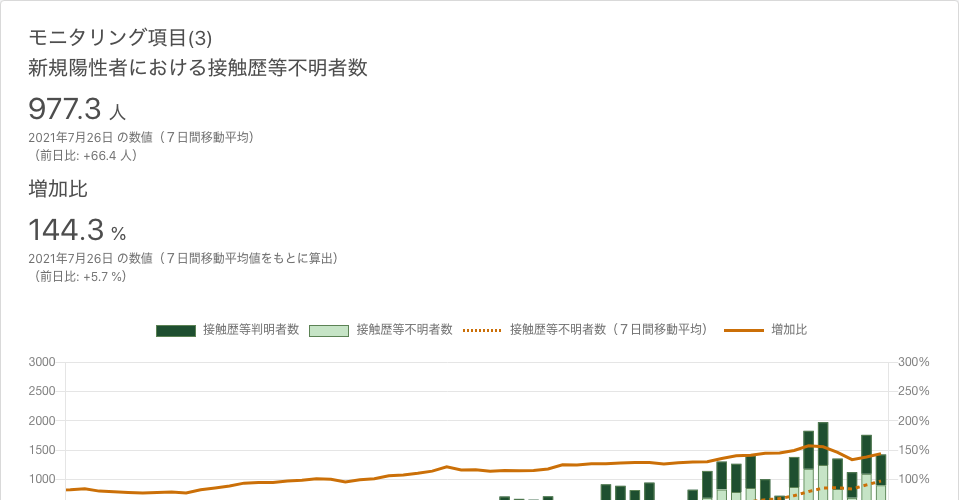 モニタリング項目(3)
新規陽性者における接触歴等不明者数
977.3 人
2021年7月26日 の数値（７日間移動平均）
（前日比: +66.4 人）
増加比
144.3 %
2021年7月26日 の数値（７日間移動平均値をもとに算出）
（前日比: +5.7 %）
接触歴等判明者数 接触歴等不明者数 接触歴等不明者数（７日間移動平均） 増加比
3000 300%
2500 250%
2000 200%
1500 150%
1000 100%